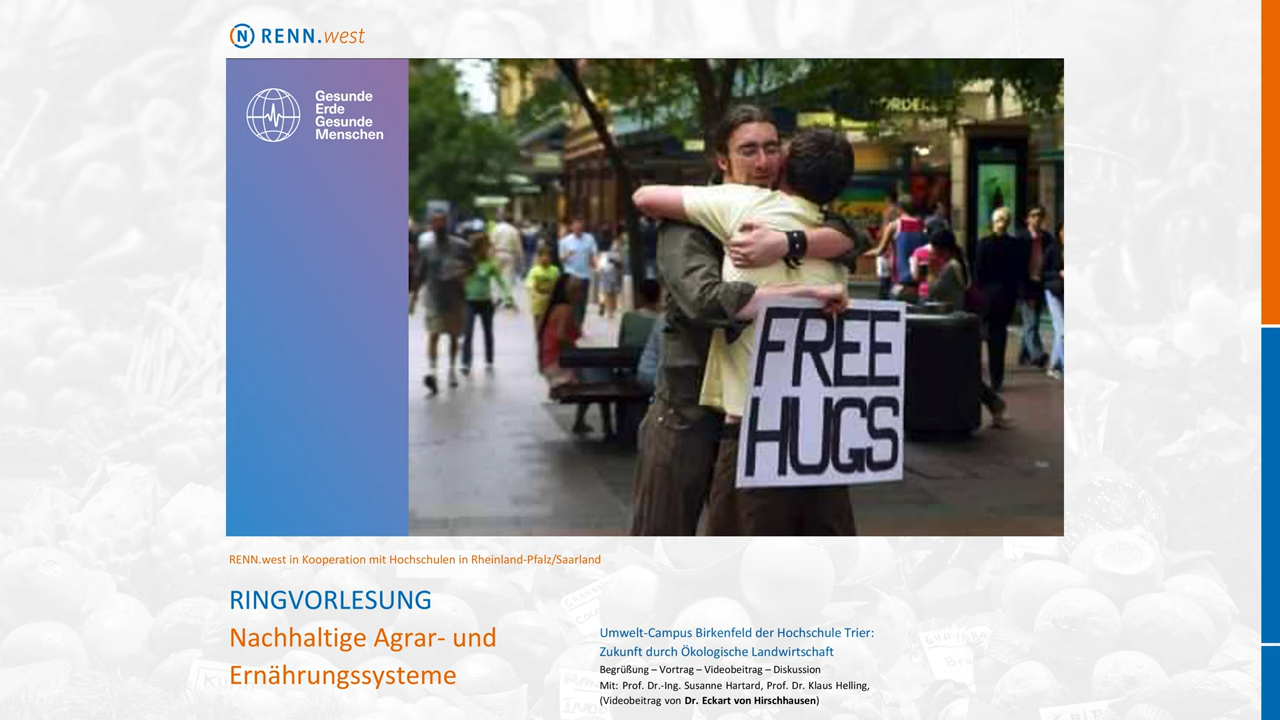 RENN.west
Gesunde
Erde
Gesunde
Menschen
FREE
HUGS
RENN.west in Kooperation mit Hochschulen in Rheinland-Pfalz/Saarland
RINGVORLESUNG
Nachhaltige Agrar- und
Ernährungssysteme
Umwelt-Campus Birkenfeld der Hochschule Trier:
Zukunft durch Ökologische Landwirtschaft
Begrüßung – Vortrag – Videobeitrag – Diskussion
Mit: Prof. Dr.-Ing. Susanne Hartard, Prof. Dr. Klaus Helling,
(Videobeitrag von Dr. Eckart von Hirschhausen)